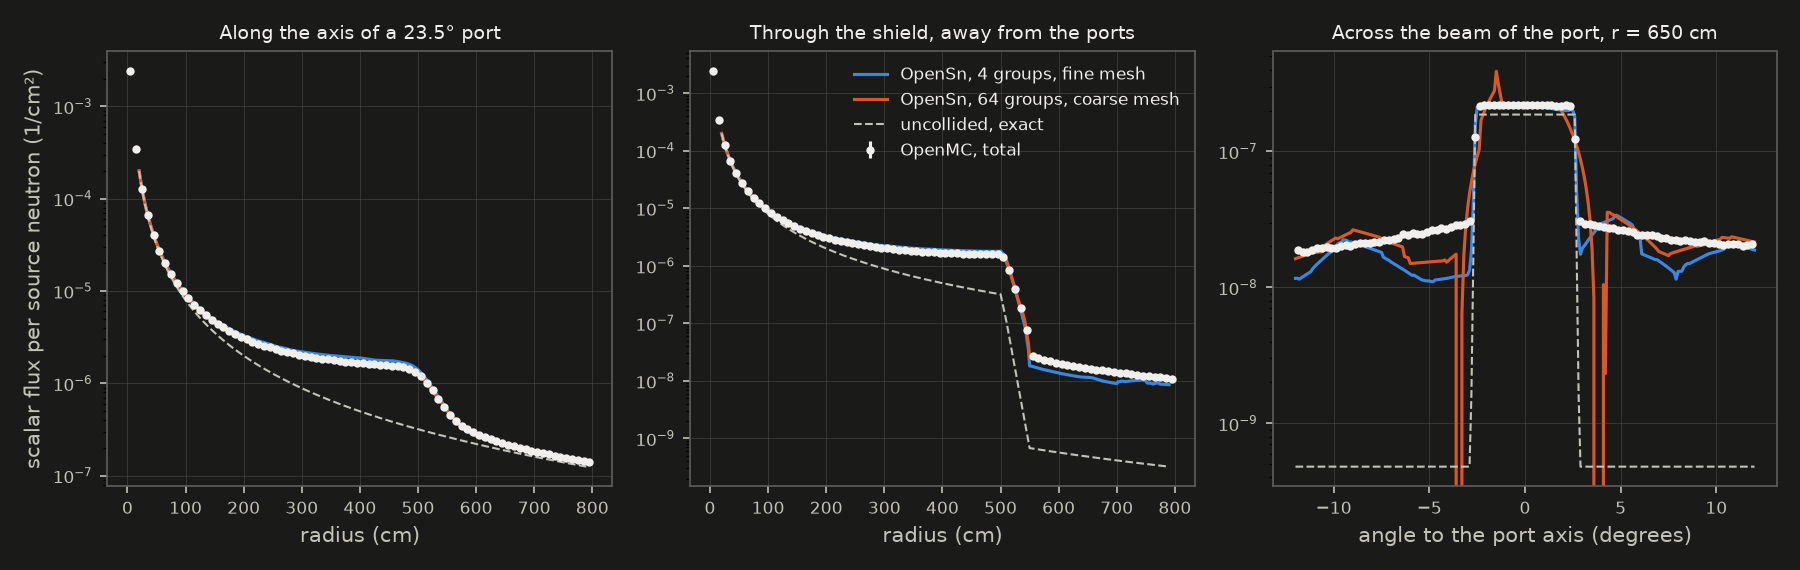 Along the axis of a 23.5° port
Through the shield, away from the ports
Across the beam of the port, r = 650 cm
scalar flux per source neutron (1/cm²)
10⁻³
10⁻⁴
10⁻⁵
10⁻⁶
10⁻⁷
0 100 200 300 400 500 600 700 800
radius (cm)
10⁻³
10⁻⁴
10⁻⁵
10⁻⁶
10⁻⁷
10⁻⁸
10⁻⁹
OpenSn, 4 groups, fine mesh
OpenSn, 64 groups, coarse mesh
uncollided, exact
OpenMC, total
0 100 200 300 400 500 600 700 800
radius (cm)
10⁻⁷
10⁻⁸
10⁻⁹
−10 −5 0 5 10
angle to the port axis (degrees)